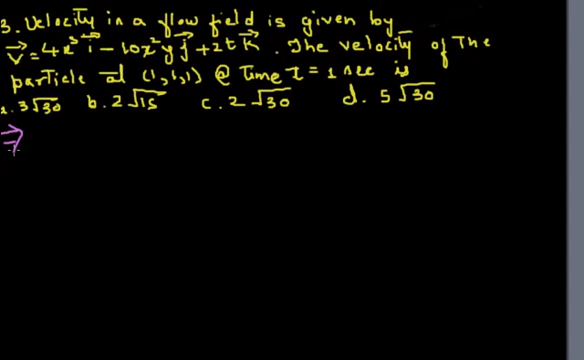 3. Velocity in a flow field is given by
V⃗ = 4x³ i⃗ - 10x²y j⃗ + 2t k⃗. The velocity of The
particle at (1,1,1) @ Time t = 1 sec is
a. 3√30 b. 2√15 c. 2√30 d. 5√30
⇒